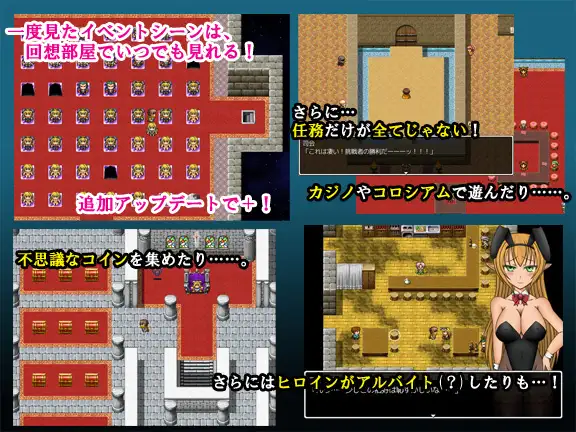 一度見たイベントシーンは、
回想部屋でいつでも見れる！
追加アップデートで＋！
さらに…
任務だけが全てじゃない！
司会
「これは凄い！挑戦者の勝利だーーーッ！！！」
カジノやコロシアムで遊んだり……。
不思議なコインを集めたり……。
さらにはヒロインがアルバイト(？)したりも…！